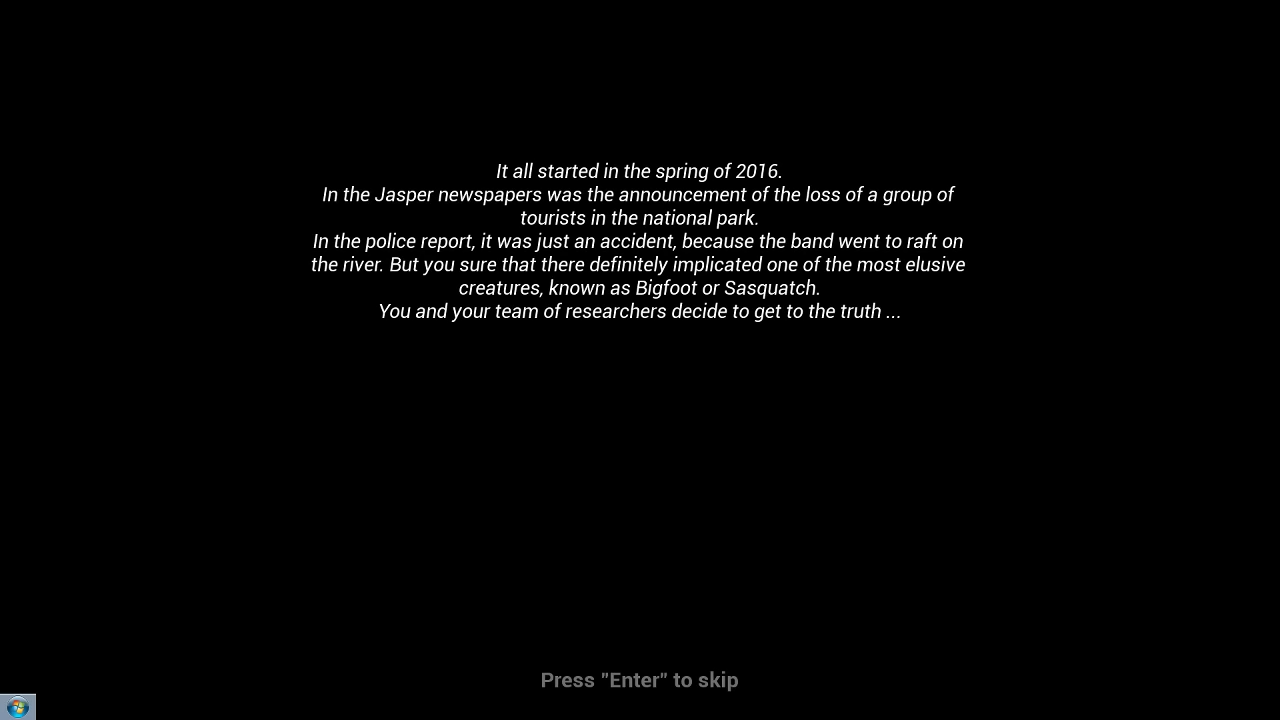 It all started in the spring of 2016.
In the Jasper newspapers was the announcement of the loss of a group of
tourists in the national park.
In the police report, it was just an accident, because the band went to raft on
the river. But you sure that there definitely implicated one of the most elusive
creatures, known as Bigfoot or Sasquatch.
You and your team of researchers decide to get to the truth ...
Press "Enter" to skip